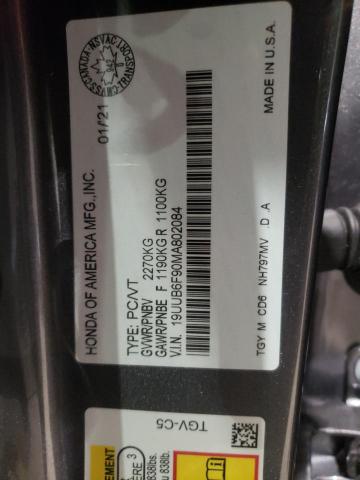 HONDA OF AMERICA MFG.,INC. 01/'21
TYPE: PC/VT
GVWR/PNBV 2270KG
GAWR/PNBE F 1190KG R 1100KG
V.I.N. 19UUB6F90MA802084
MADE IN U.S.A.
TGY M CD6 NH797MV .D .A
TGV-C5